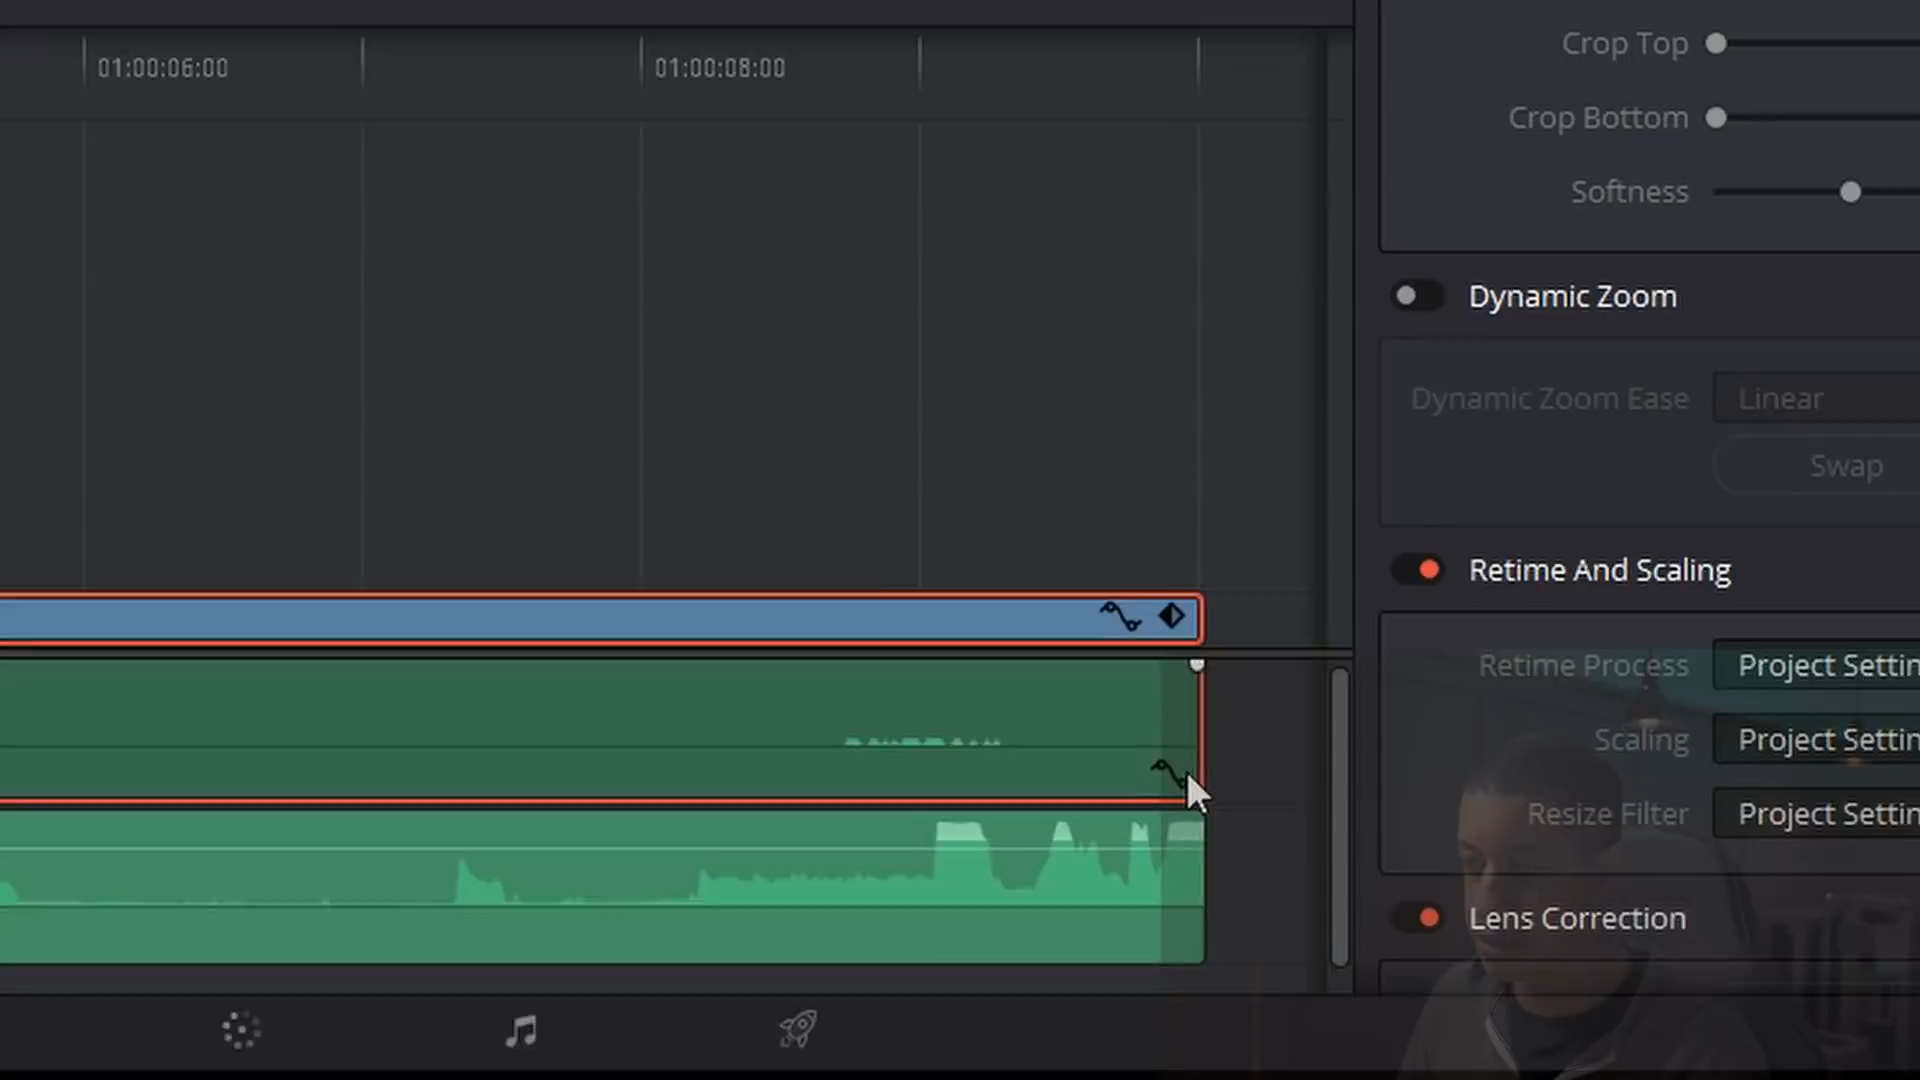 01:00:06:00
01:00:08:00
Crop Top
Crop Bottom
Softness
Dynamic Zoom
Dynamic Zoom Ease
Linear
Swap
Retime And Scaling
Retime Process
Project Settin
Scaling
Project Settin
Resize Filter
Project Settin
Lens Correction